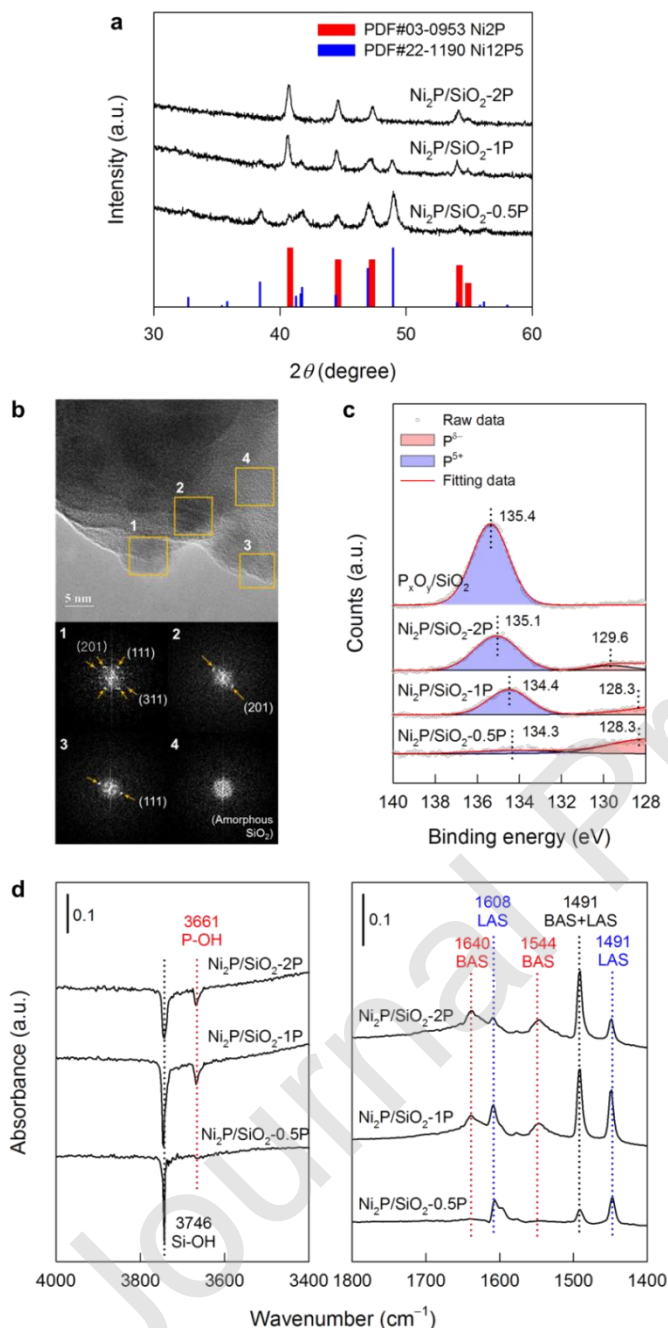 a
PDF#03-0953 Ni2P
PDF#22-1190 Ni12P5
Ni₂P/SiO₂-2P
Ni₂P/SiO₂-1P
Ni₂P/SiO₂-0.5P
Intensity (a.u.)
30 40 50 60
2θ (degree)
b
4
2
1
3
5 nm
1
(201)
(111)
(311)
2
(201)
3
(111)
4
(Amorphous
SiO₂)
c
Raw data
P^δ−
P⁵⁺
Fitting data
135.4
PₓOᵧ/SiO₂
135.1
Ni₂P/SiO₂-2P
129.6
134.4
Ni₂P/SiO₂-1P
128.3
128.3
Ni₂P/SiO₂-0.5P
134.3
Counts (a.u.)
140 138 136 134 132 130 128
Binding energy (eV)
d
0.1
3661
P-OH
Ni₂P/SiO₂-2P
Ni₂P/SiO₂-1P
Ni₂P/SiO₂-0.5P
3746
Si-OH
Absorbance (a.u.)
4000 3800 3600 3400
0.1
1608
LAS
1491
BAS+LAS
1640
BAS
1544
BAS
1491
LAS
Ni₂P/SiO₂-2P
Ni₂P/SiO₂-1P
Ni₂P/SiO₂-0.5P
1800 1700 1600 1500 1400
Wavenumber (cm⁻¹)
Journal Pr